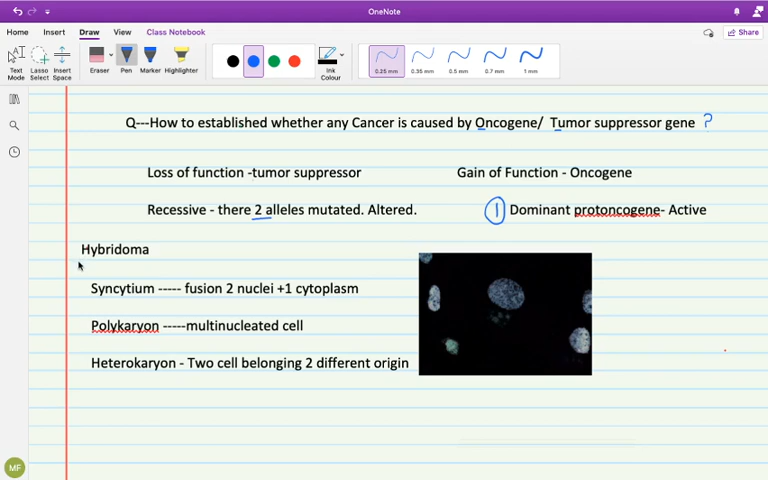 OneNote
Home Insert Draw View Class Notebook
Share
Text Mode
Lasso Select
Insert Space
Eraser
Pen
Marker
Highlighter
Ink Colour
0.25 mm
0.35 mm
0.5 mm
0.7 mm
1 mm
Q---How to established whether any Cancer is caused by Oncogene/ Tumor suppressor gene ?
Loss of function -tumor suppressor
Gain of Function - Oncogene
Recessive - there 2 alleles mutated. Altered.
1 Dominant protoncogene- Active
Hybridoma
Syncytium ----- fusion 2 nuclei +1 cytoplasm
Polykaryon -----multinucleated cell
Heterokaryon - Two cell belonging 2 different origin
MF